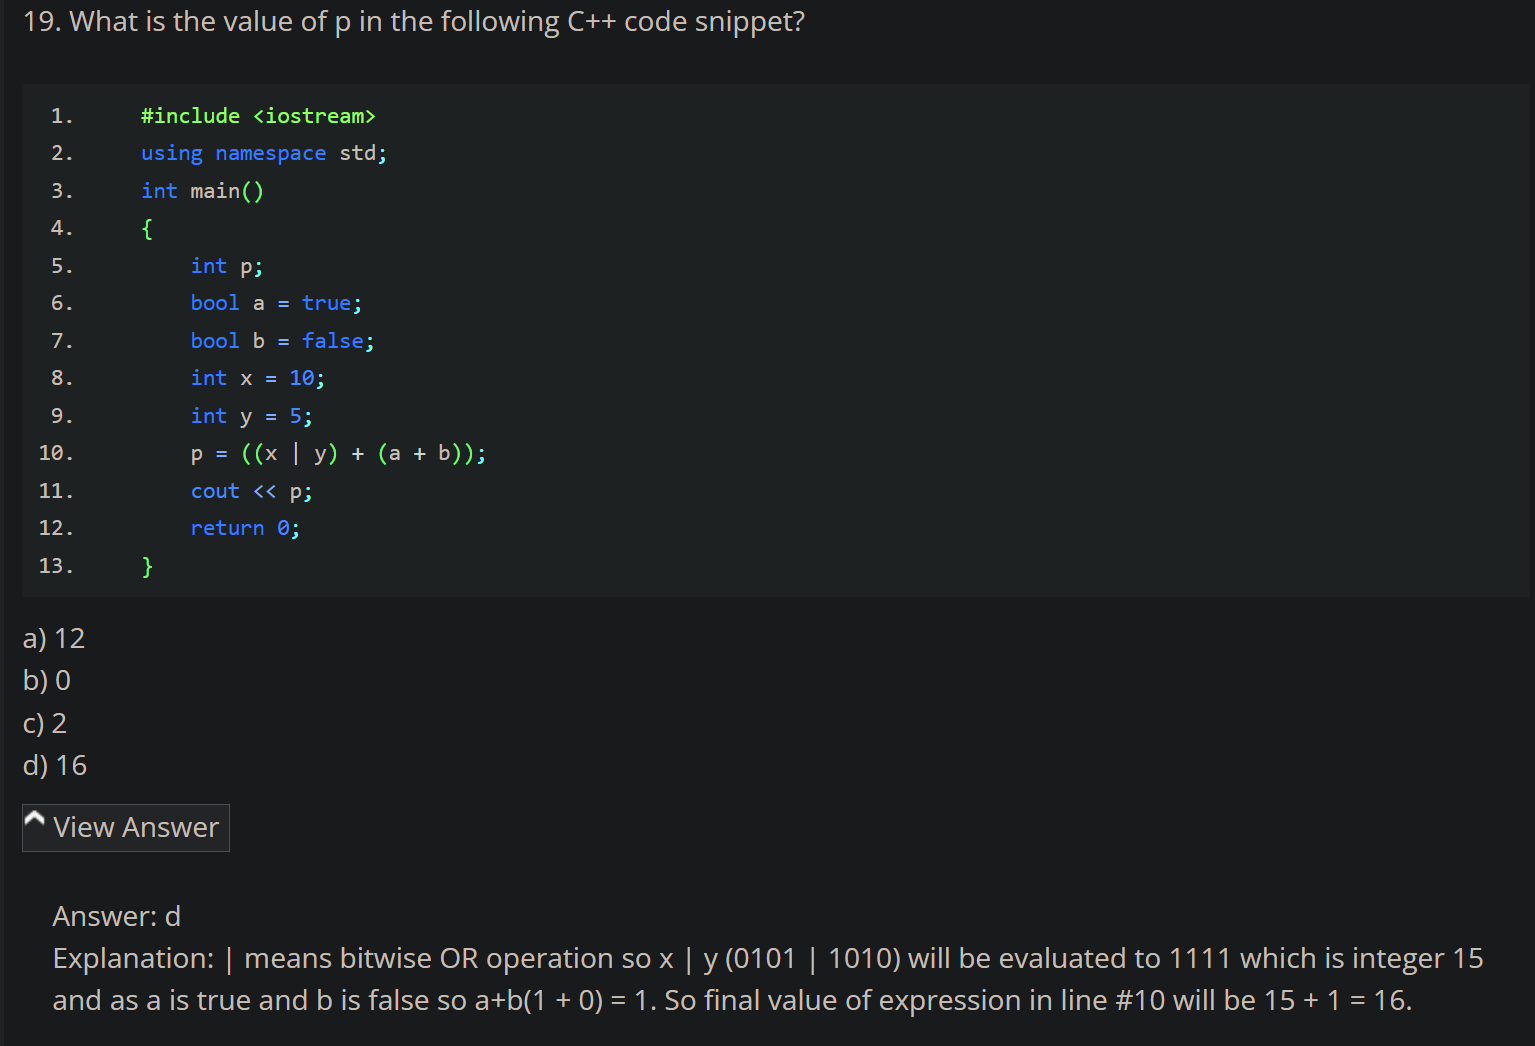 19. What is the value of p in the following C++ code snippet?
1. #include <iostream>
2. using namespace std;
3. int main()
4. {
5. int p;
6. bool a = true;
7. bool b = false;
8. int x = 10;
9. int y = 5;
10. p = ((x | y) + (a + b));
11. cout << p;
12. return 0;
13. }
a) 12
b) 0
c) 2
d) 16
View Answer
Answer: d
Explanation: | means bitwise OR operation so x | y (0101 | 1010) will be evaluated to 1111 which is integer 15
and as a is true and b is false so a+b(1 + 0) = 1. So final value of expression in line #10 will be 15 + 1 = 16.